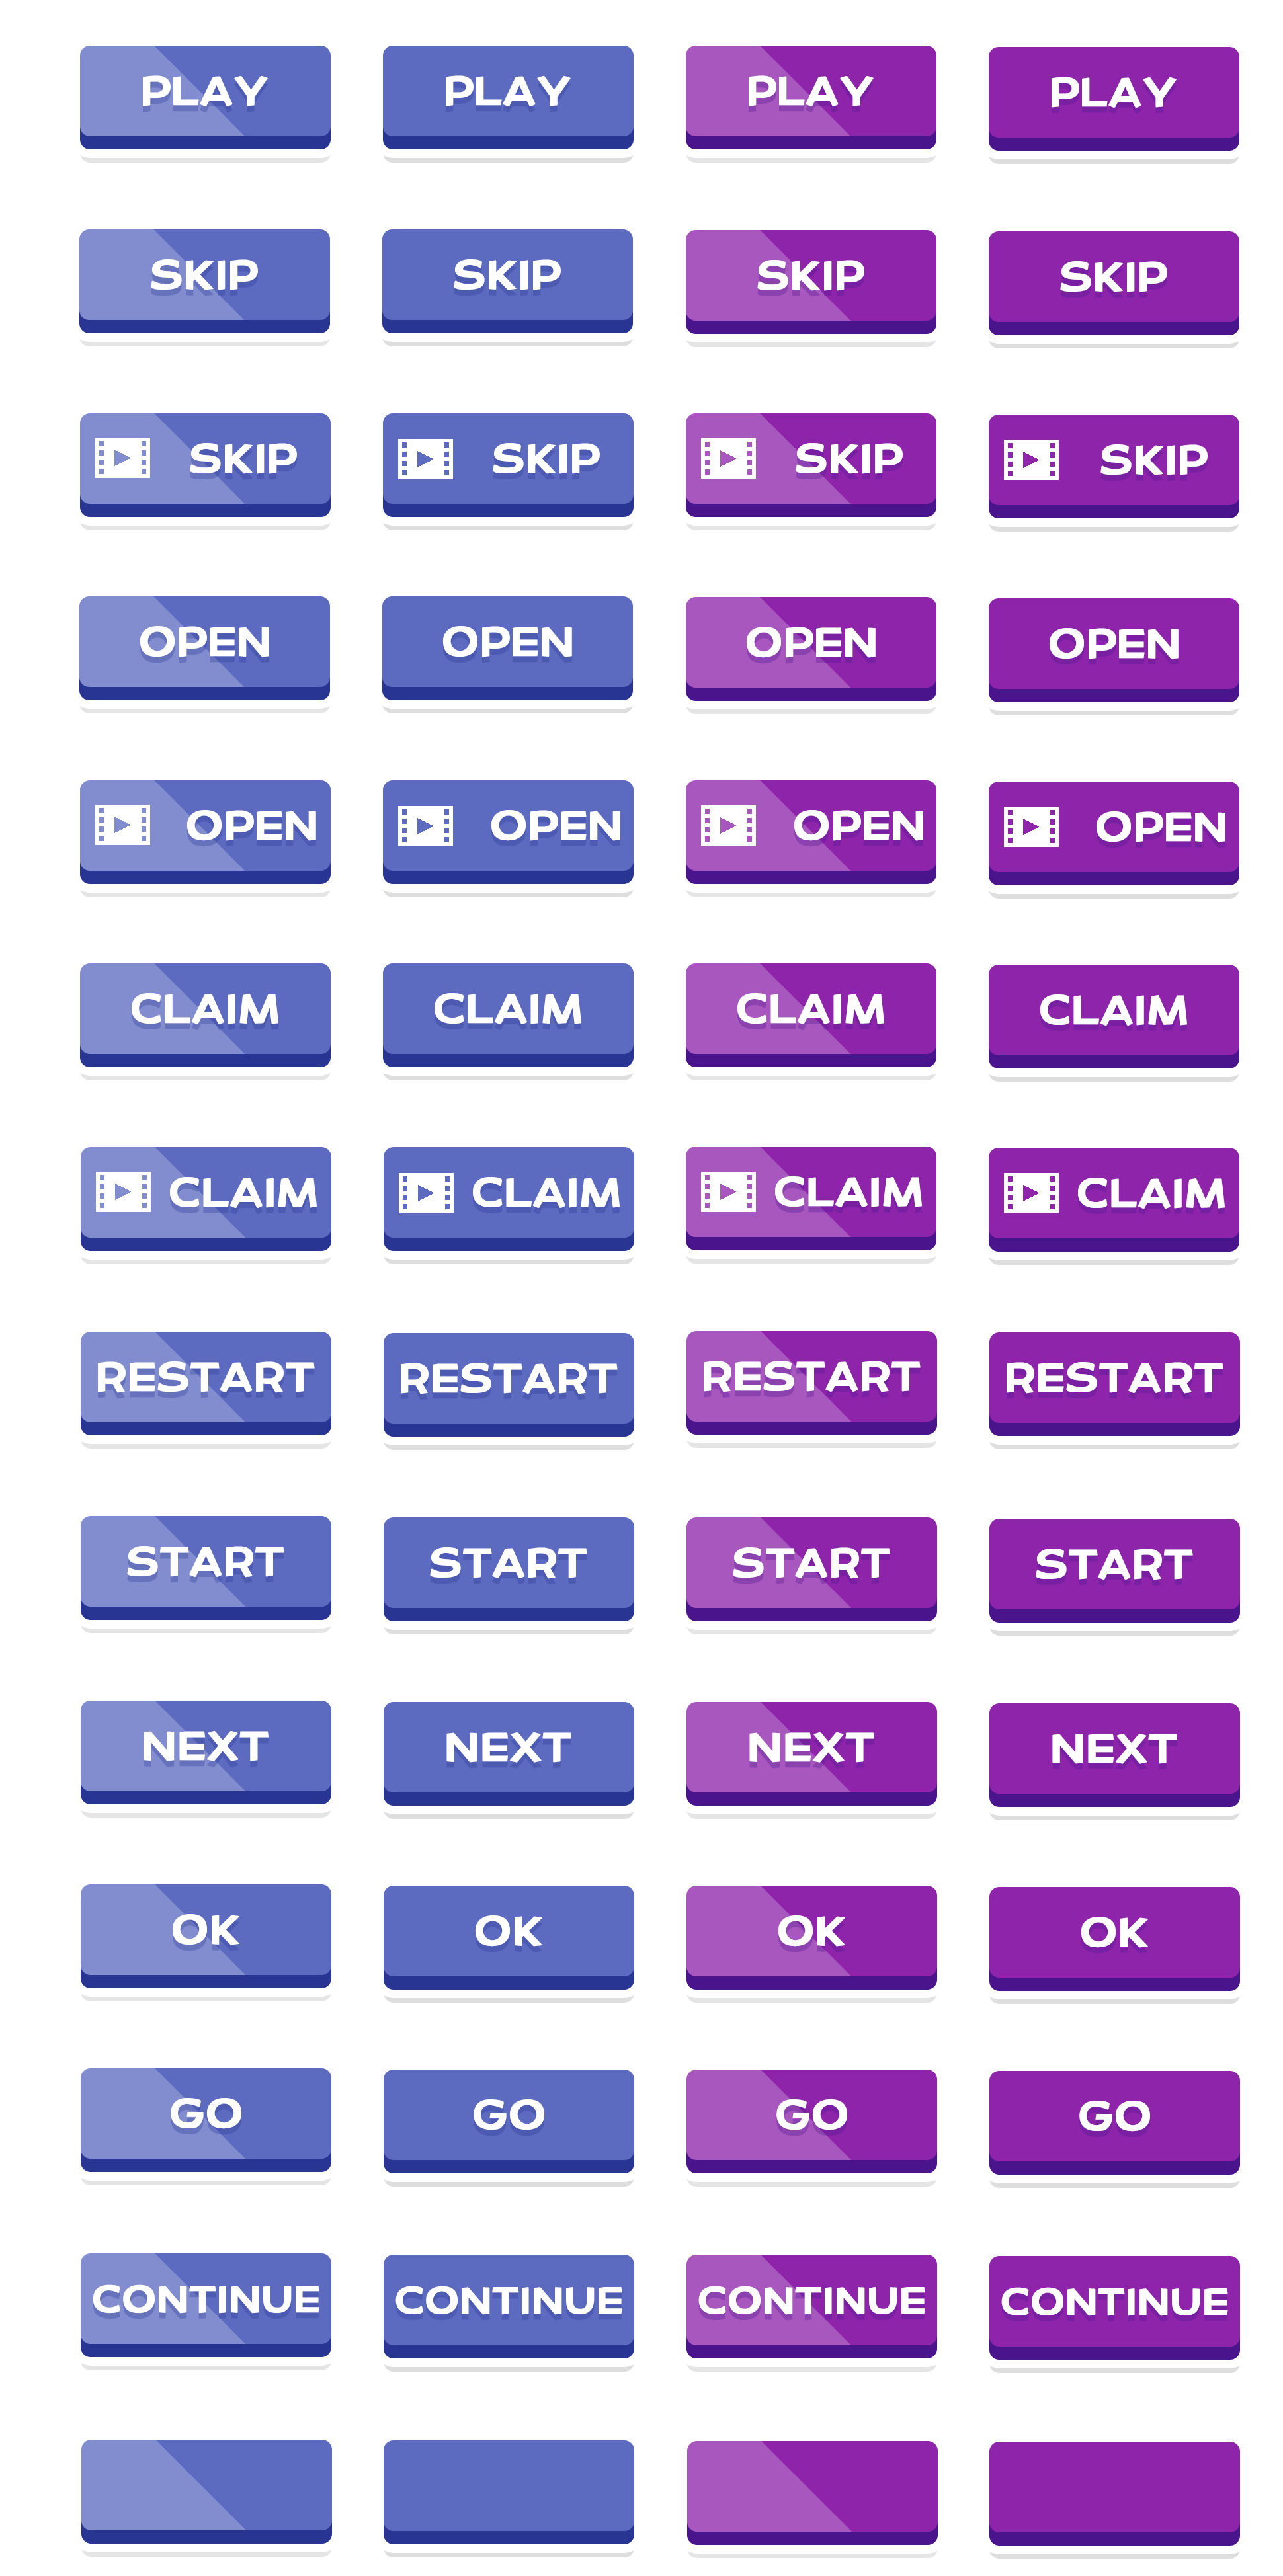 PLAY PLAY PLAY PLAY
SKIP SKIP SKIP SKIP
SKIP SKIP SKIP SKIP
OPEN OPEN OPEN OPEN
OPEN OPEN OPEN OPEN
CLAIM CLAIM CLAIM CLAIM
CLAIM CLAIM CLAIM CLAIM
RESTART RESTART RESTART RESTART
START START START START
NEXT NEXT NEXT NEXT
OK OK OK OK
GO GO GO GO
CONTINUE CONTINUE CONTINUE CONTINUE